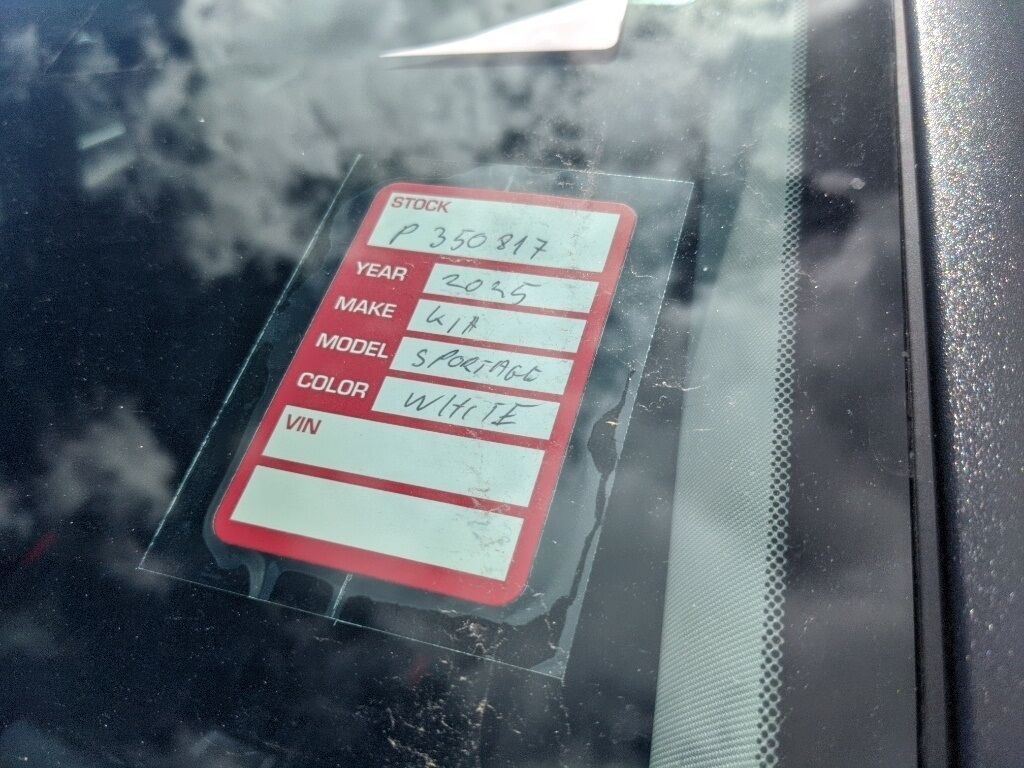 STOCK
P 350817
YEAR 2025
MAKE KIA
MODEL SPORTAGE
COLOR WHITE
VIN